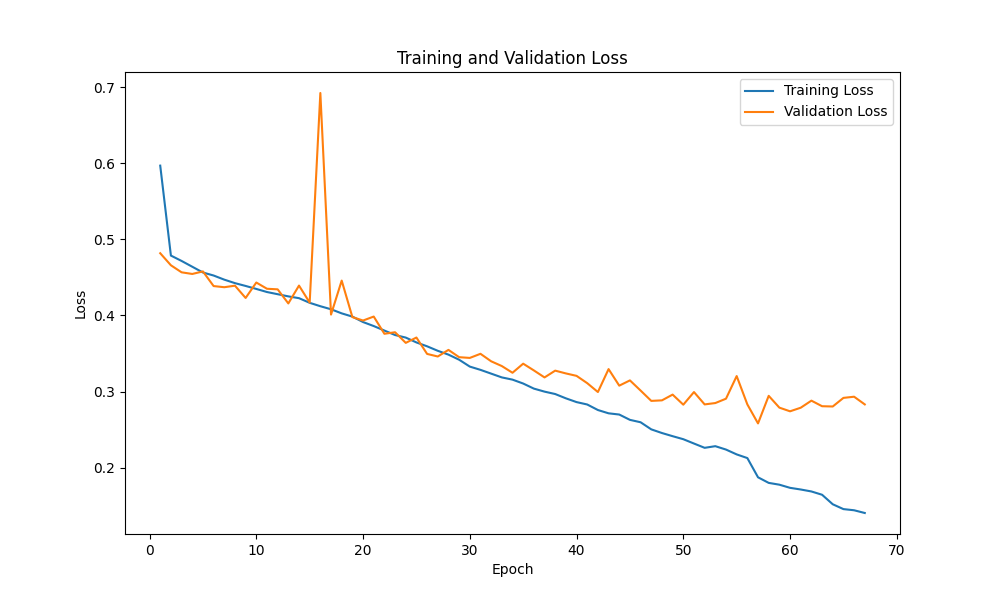 Training and Validation Loss
Training Loss
Validation Loss
0.7
0.6
0.5
0.4
0.3
0.2
Loss
0 10 20 30 40 50 60 70
Epoch